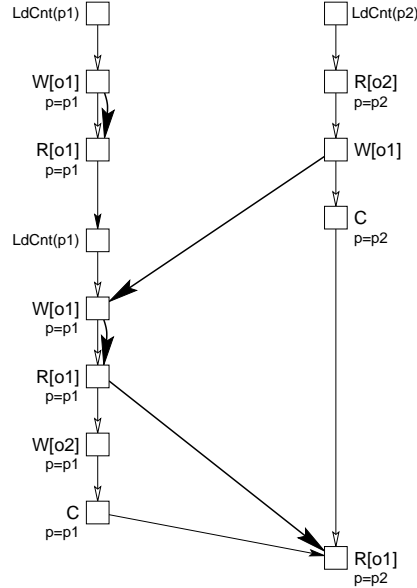 LdCnt(p1)
W[o1]
p=p1
R[o1]
p=p1
LdCnt(p1)
W[o1]
p=p1
R[o1]
p=p1
W[o2]
p=p1
C
p=p1
LdCnt(p2)
R[o2]
p=p2
W[o1]
C
p=p2
R[o1]
p=p2